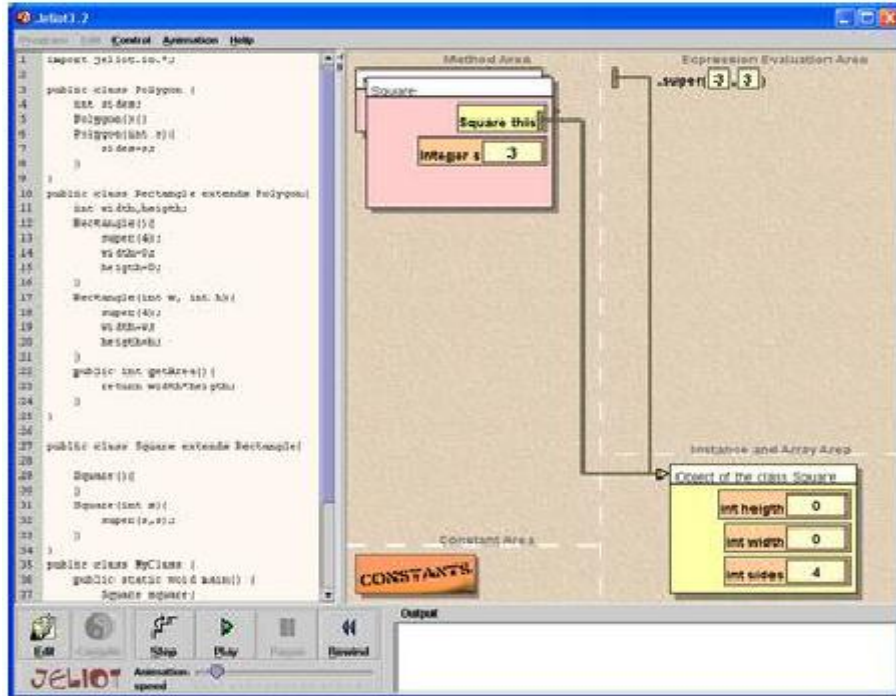 Jeliot3.2
Program Edit Control Animation Help
1 import jeliot.io.*;
2
3 public class Polygon {
4 int sides;
5 Polygon(){}
6 Polygon(int s){
7 sides=s;
8 }
9 }
10 public class Rectangle extends Polygon{
11 int width,heigth;
12 Rectangle(){
13 super(4);
14 width=0;
15 heigth=0;
16 }
17 Rectangle(int w, int h){
18 super(4);
19 width=w;
20 heigth=h;
21 }
22 public int getArea(){
23 return width*heigth;
24 }
25 }
26
27 public class Square extends Rectangle{
28
29 Square(){
30 }
31 Square(int s){
32 super(s,s);
33 }
34 }
35 public class MyClass {
36 public static void main() {
37 Square square;
Method Area
Square
Square this
integer s
Expression Evaluation Area
Instance and Array Area
Object of the class Square
int heigth 0
int width 0
int sides 4
Constant Area
CONSTANTS
Edit Compile Step Play Pause Rewind
JELIOT
Animation speed
Output